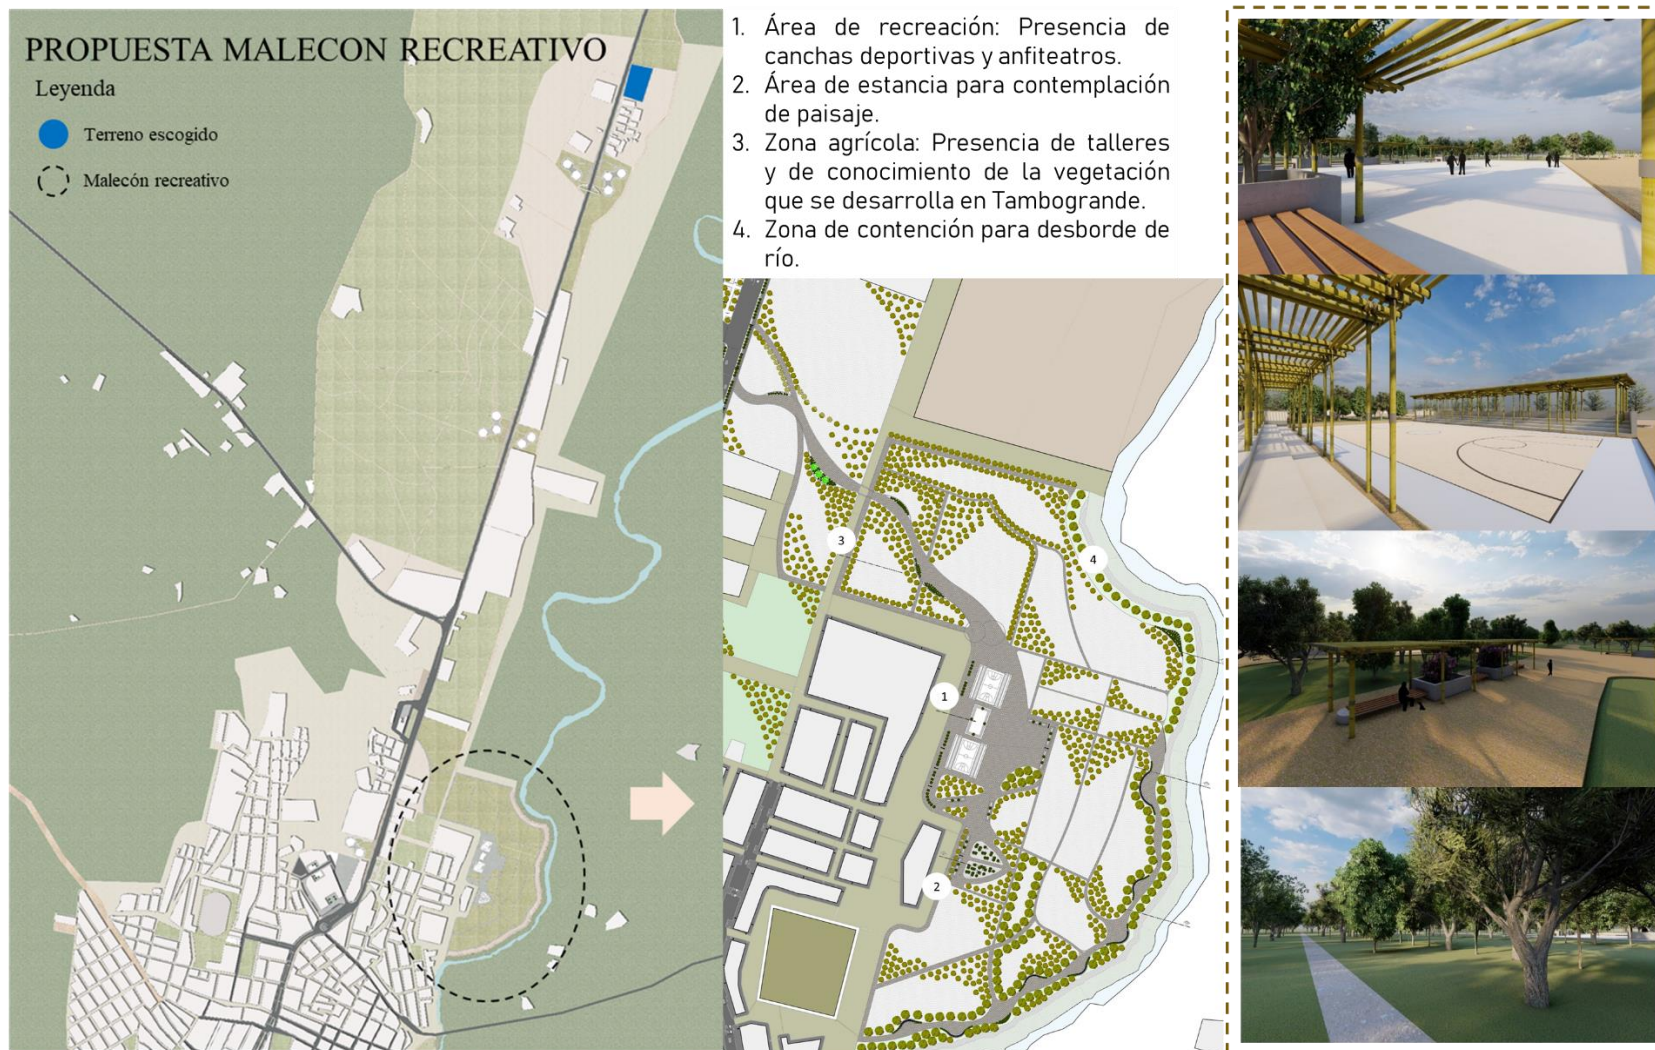 PROPUESTA MALECON RECREATIVO
Leyenda
Terreno escogido
Malecón recreativo
1. Área de recreación: Presencia de
canchas deportivas y anfiteatros.
2. Área de estancia para contemplación
de paisaje.
3. Zona agrícola: Presencia de talleres
y de conocimiento de la vegetación
que se desarrolla en Tambogrande.
4. Zona de contención para desborde de
río.
3
4
1
2